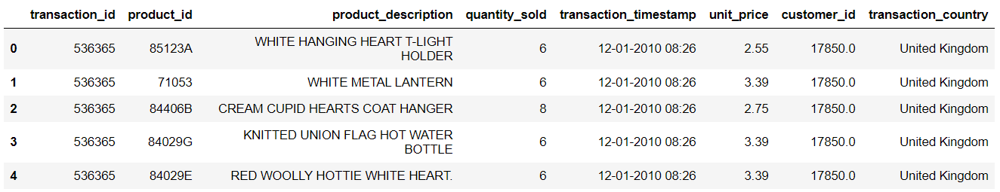 transaction_id product_id product_description quantity_sold transaction_timestamp unit_price customer_id transaction_country
0 536365 85123A WHITE HANGING HEART T-LIGHT HOLDER 6 12-01-2010 08:26 2.55 17850.0 United Kingdom
1 536365 71053 WHITE METAL LANTERN 6 12-01-2010 08:26 3.39 17850.0 United Kingdom
2 536365 84406B CREAM CUPID HEARTS COAT HANGER 8 12-01-2010 08:26 2.75 17850.0 United Kingdom
3 536365 84029G KNITTED UNION FLAG HOT WATER BOTTLE 6 12-01-2010 08:26 3.39 17850.0 United Kingdom
4 536365 84029E RED WOOLLY HOTTIE WHITE HEART. 6 12-01-2010 08:26 3.39 17850.0 United Kingdom